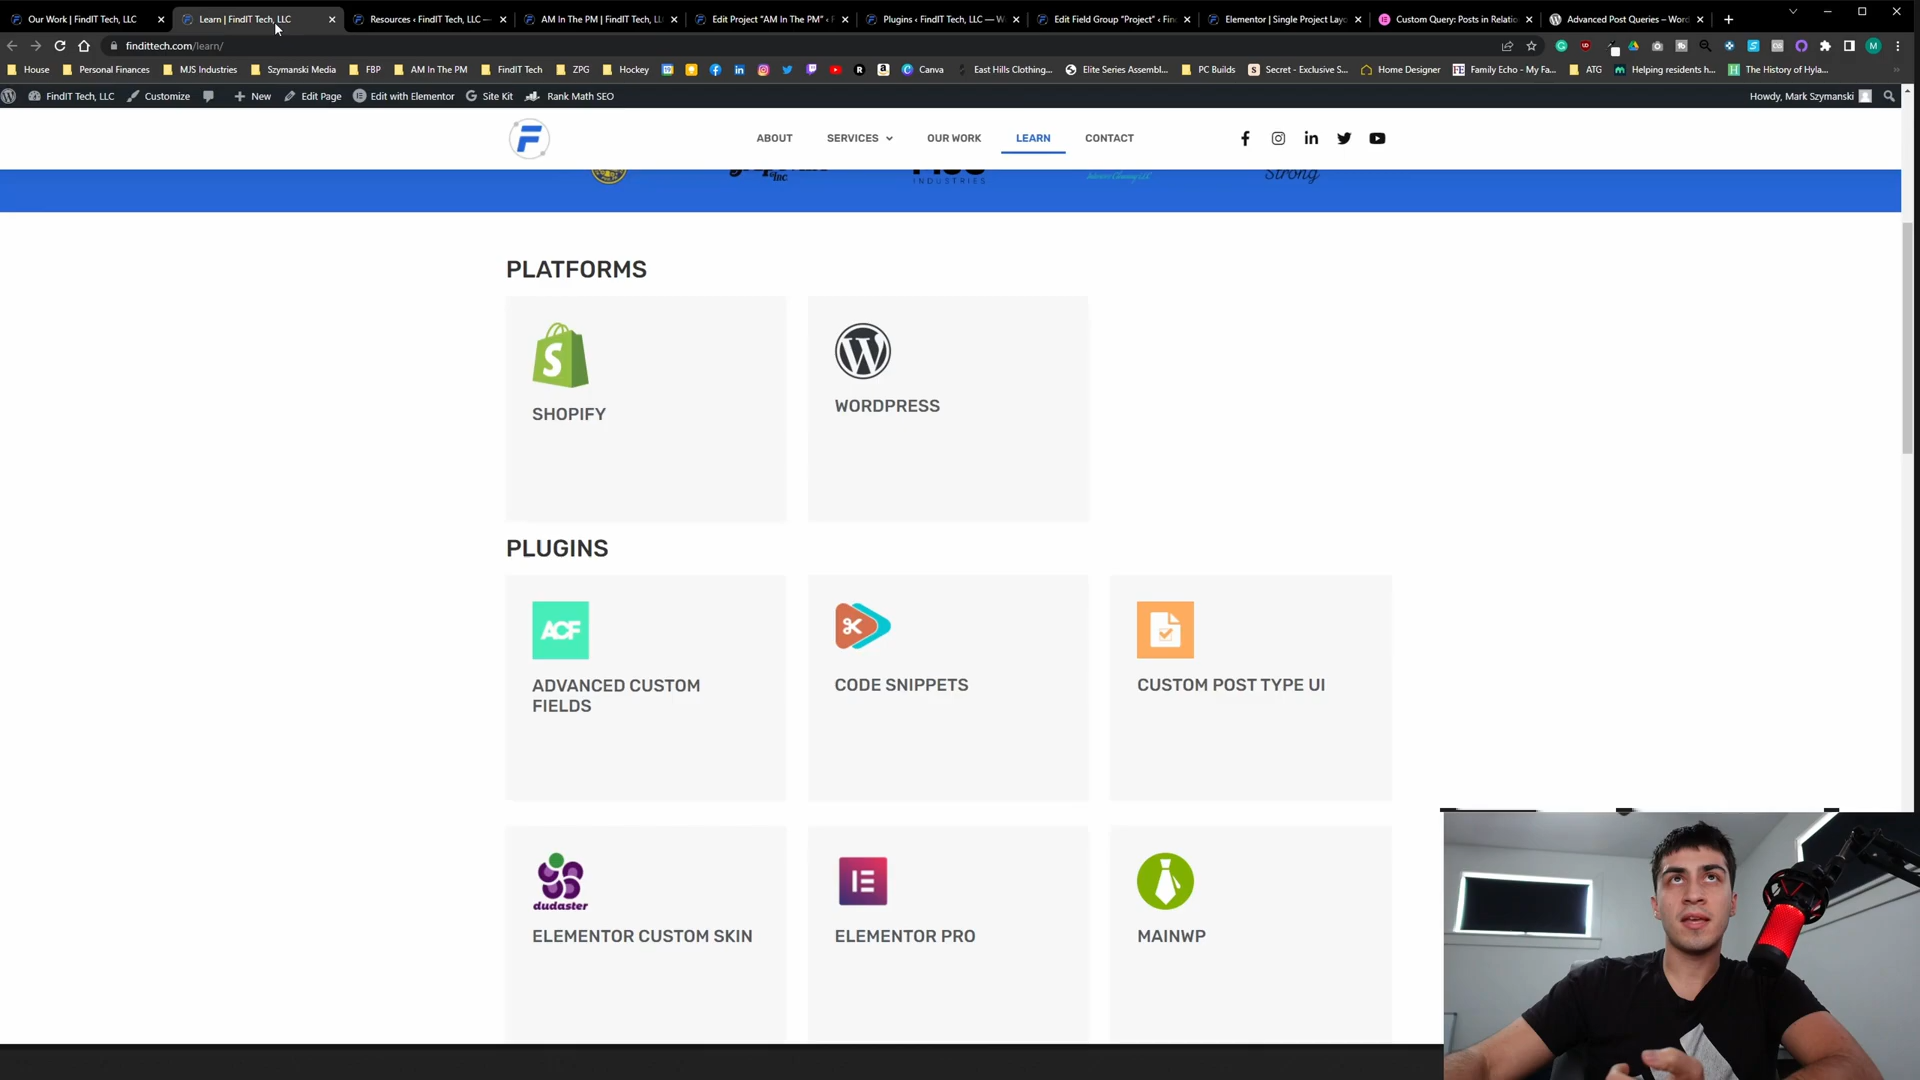 Our Work | FindIT Tech, LLC
Learn | FindIT Tech, LLC
Resources ‹ FindIT Tech, LLC —
AM In The PM | FindIT Tech, LL
Edit Project "AM In The PM" ‹ F
Plugins ‹ FindIT Tech, LLC — W
Edit Field Group "Project" ‹ Fin
Elementor | Single Project Layo
Custom Query: Posts in Relatio
Advanced Post Queries – Word
findittech.com/learn/
House
Personal Finances
MJS Industries
Szymanski Media
FBP
AM In The PM
FindIT Tech
ZPG
Hockey
Canva
East Hills Clothing...
Elite Series Assembl...
PC Builds
Secret - Exclusive S...
Home Designer
Family Echo - My Fa...
ATG
Helping residents h...
The History of Hyla...
FindIT Tech, LLC
Customize
New
Edit Page
Edit with Elementor
Site Kit
Rank Math SEO
Howdy, Mark Szymanski
ABOUT
SERVICES
OUR WORK
LEARN
CONTACT
INDUSTRIES
Strong
PLATFORMS
SHOPIFY
WORDPRESS
PLUGINS
ACF
ADVANCED CUSTOM
FIELDS
CODE SNIPPETS
CUSTOM POST TYPE UI
dudaster
ELEMENTOR CUSTOM SKIN
ELEMENTOR PRO
MAINWP